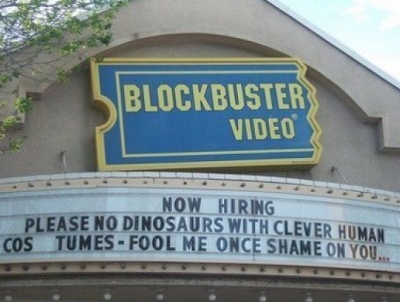 BLOCKBUSTER
VIDEO®
NOW HIRING
PLEASE NO DINOSAURS WITH CLEVER HUMAN
COS TUMES - FOOL ME ONCE SHAME ON YOU...